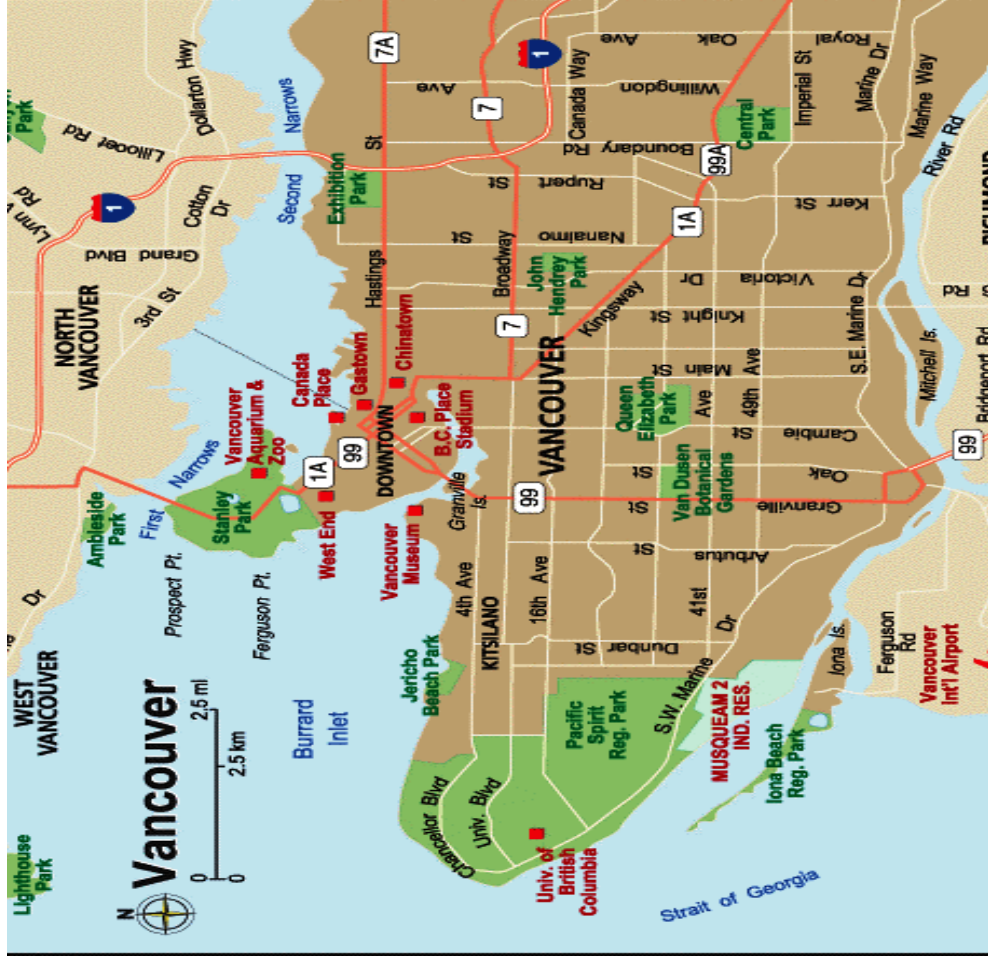 Lighthouse
Park
WEST
VANCOUVER
Dr
Ambleside
Park
NORTH
VANCOUVER
3rd St
Grand Blvd
Lynn
Rd
1
Lillooet Rd
Park
Cotton
Dr
Dollarton Hwy
N
Vancouver
0
2.5 ml
0
2.5 km
First
Narrows
Prospect Pt.
Ferguson Pt.
Stanley
Park
Vancouver
Aquarium &
Zoo
Second
Narrows
Burrard
Inlet
West End
1A
99
Canada
Place
Gastown
Chinatown
DOWNTOWN
B.C. Place
Stadium
Exhibition
Park
Hastings
St
7A
Vancouver
Museum
Granville
Is.
Jericho
Beach Park
4th Ave
KITSILANO
Chancellor Blvd
Univ. Blvd
Univ. of
British
Columbia
16th Ave
99
VANCOUVER
7
Broadway
7
1
Nanaimo
St
Rupert
St
Boundary
Rd
Canada Way
Willingdon
Ave
Royal
Oak
Ave
John
Hendrey
Park
Kingsway
1A
99A
Central
Park
Imperial St
Pacific
Spirit
Reg. Park
S.W. Marine
Dr
Dunbar
St
41st
Ave
Arbutus
St
Granville
St
Oak
St
Cambie
St
Main
St
Knight
St
Victoria
Dr
Kerr St
Queen
Elizabeth
Park
Van Dusen
Botanical
Gardens
49th Ave
MUSQUEAM 2
IND. RES.
Iona Beach
Reg. Park
Iona Is.
Ferguson
Rd
Vancouver
Int'l Airport
S.E. Marine Dr
Marine Dr
Marine Way
Mitchell Is.
River Rd
99
Bridgeport Rd
Rd
RICHMOND
Strait of Georgia